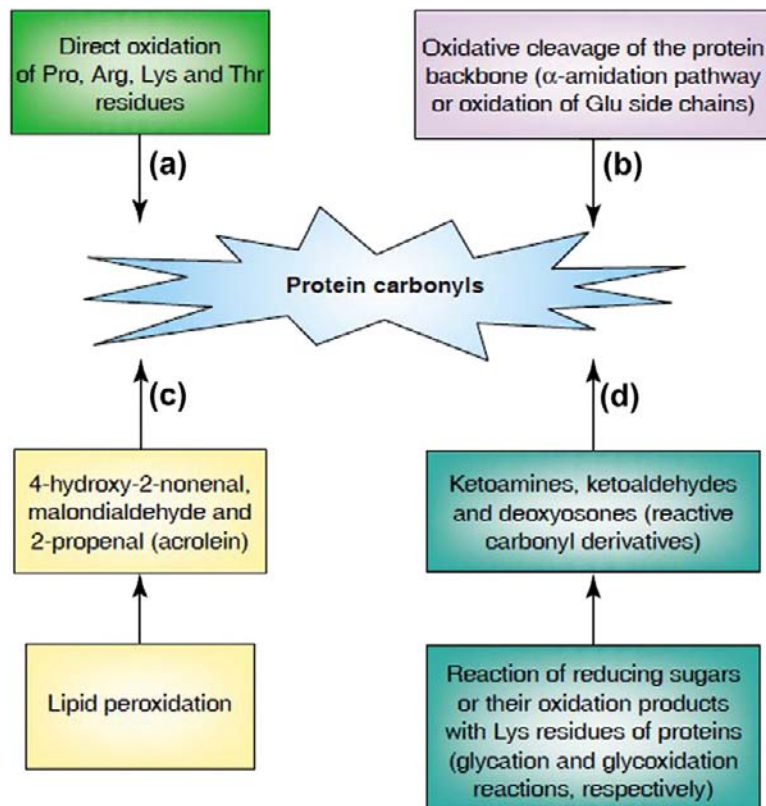 Direct oxidation
of Pro, Arg, Lys and Thr
residues
Oxidative cleavage of the protein
backbone (α-amidation pathway
or oxidation of Glu side chains)
(a)
(b)
Protein carbonyls
(c)
(d)
4-hydroxy-2-nonenal,
malondialdehyde and
2-propenal (acrolein)
Ketoamines, ketoaldehydes
and deoxyosones (reactive
carbonyl derivatives)
Lipid peroxidation
Reaction of reducing sugars
or their oxidation products
with Lys residues of proteins
(glycation and glycoxidation
reactions, respectively)